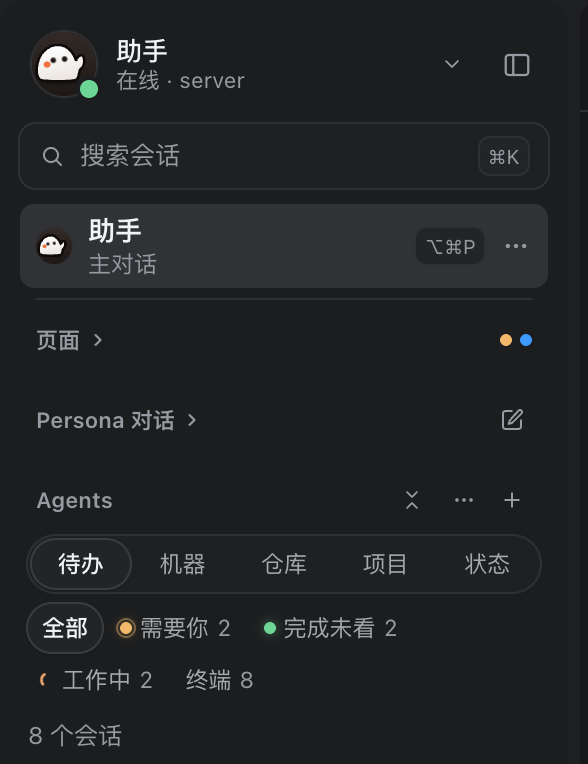 助手
在线 · server
搜索会话 ⌘K
助手
主对话 ⌥⌘P
页面
Persona 对话
Agents
待办 机器 仓库 项目 状态
全部 需要你 2 完成未看 2
工作中 2 终端 8
8 个会话